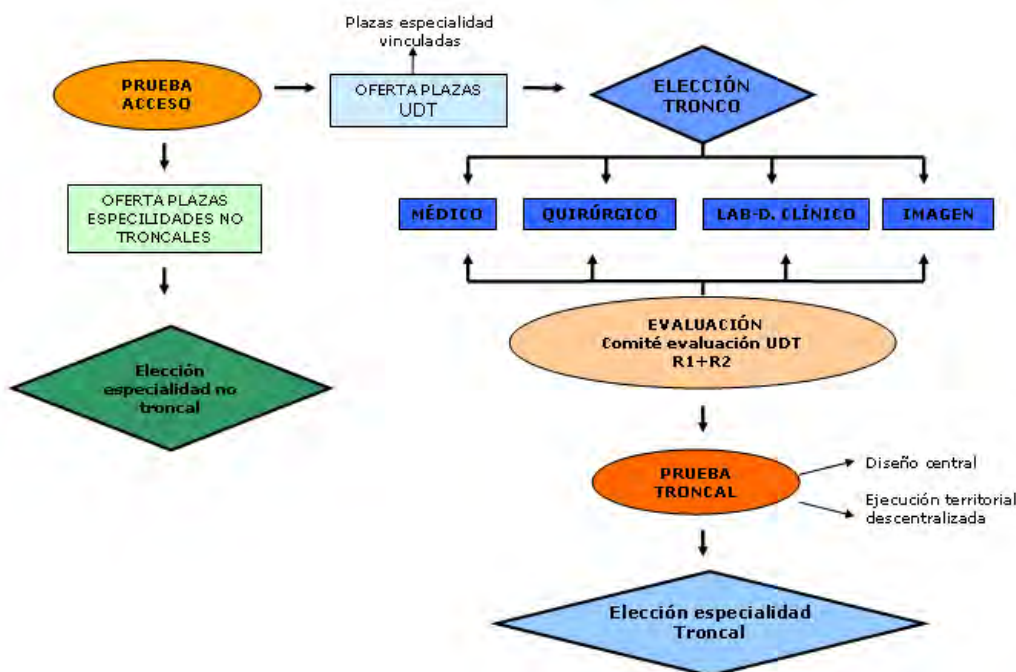 Plazas especialidad
vinculadas
PRUEBA
ACCESO
OFERTA PLAZAS
UDT
ELECCIÓN
TRONCO
OFERTA PLAZAS
ESPECILIDADES NO
TRONCALES
MÉDICO
QUIRÚRGICO
LAB-D. CLÍNICO
IMAGEN
EVALUACIÓN
Comité evaluación UDT
R1+R2
Elección
especialidad no
troncal
PRUEBA
TRONCAL
Diseño central
Ejecución territorial
descentralizada
Elección especialidad
Troncal